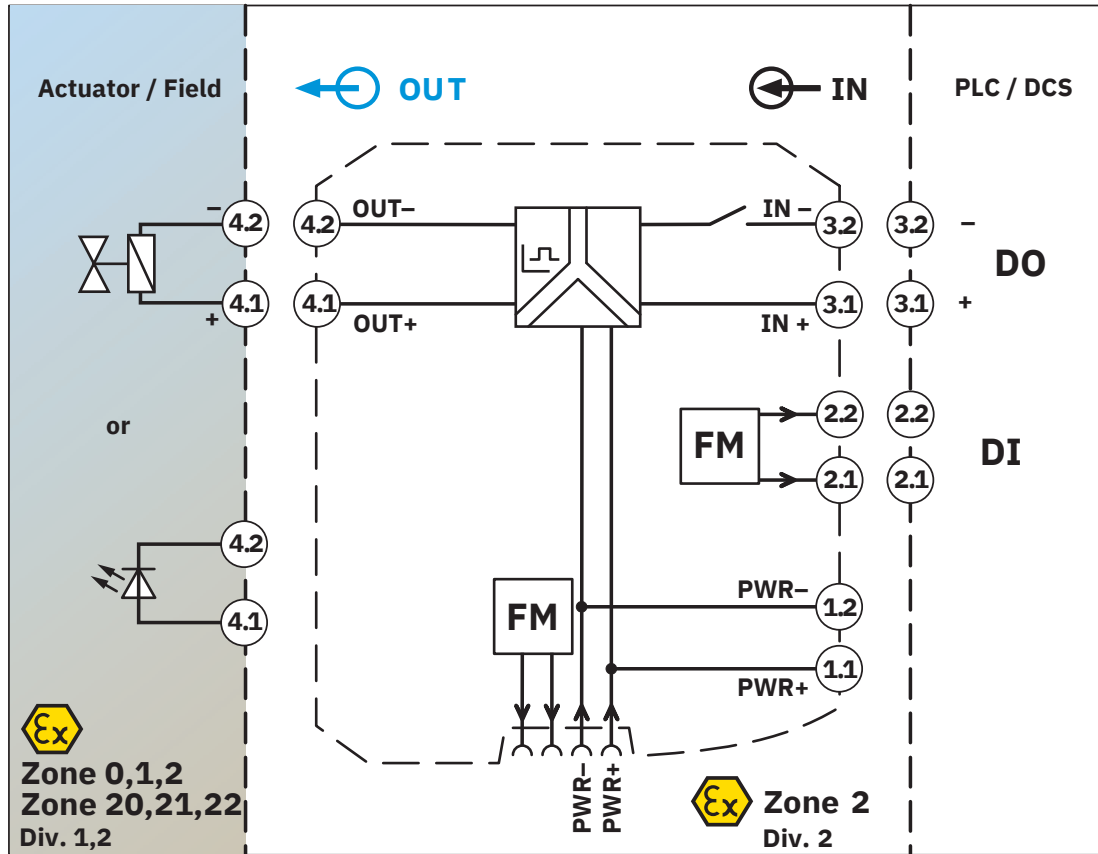 Actuator / Field
OUT
IN
PLC / DCS
−
4.2
4.2
OUT−
IN −
3.2
3.2
−
DO
+
4.1
4.1
OUT+
IN +
3.1
3.1
+
or
FM
2.2
2.2
2.1
2.1
DI
4.2
4.1
FM
PWR−
1.2
1.1
PWR+
PWR−
PWR+
Ex
Zone 0,1,2
Zone 20,21,22
Div. 1,2
Ex
Zone 2
Div. 2